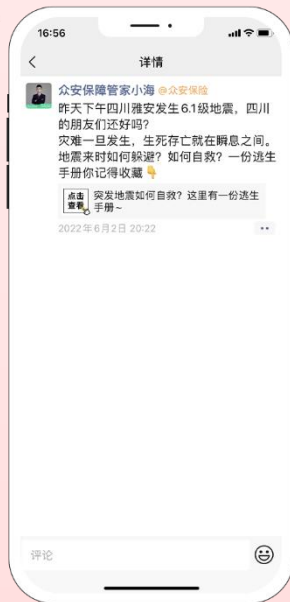 16:56
详情
众安保障管家小海 @众安保险
昨天下午四川雅安发生6.1级地震，四川
的朋友们还好吗？
灾难一旦发生，生死存亡就在瞬息之间。
地震来时如何躲避？如何自救？一份逃生
手册你记得收藏👇
点击
查看
突发地震如何自救？这里有一份逃生
手册~
2022年6月2日 20:22
评论